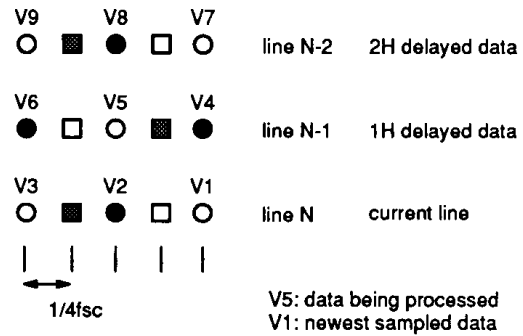 V9 V8 V7
line N-2 2H delayed data
V6 V5 V4
line N-1 1H delayed data
V3 V2 V1
line N current line
1/4fsc
V5: data being processed
V1: newest sampled data